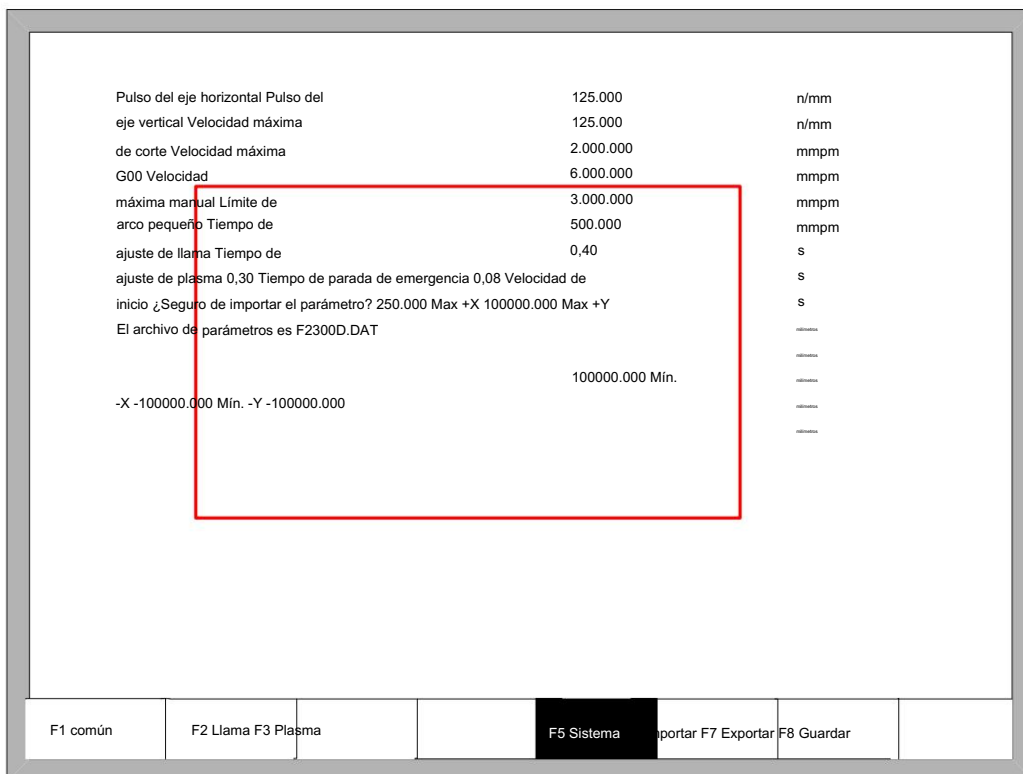 Pulso del eje horizontal Pulso del 125.000 n/mm
eje vertical Velocidad máxima 125.000 n/mm
de corte Velocidad máxima 2.000.000 mmpm
G00 Velocidad 6.000.000 mmpm
máxima manual Límite de 3.000.000 mmpm
arco pequeño Tiempo de 500.000 mmpm
ajuste de llama Tiempo de 0,40 s
ajuste de plasma 0,30 Tiempo de parada de emergencia 0,08 Velocidad de s
inicio ¿Seguro de importar el parámetro? 250.000 Max +X 100000.000 Max +Y s
El archivo de parámetros es F2300D.DAT milímetros
milímetros
100000.000 Mín. milímetros
-X -100000.000 Mín. -Y -100000.000 milímetros
milímetros
F1 común F2 Llama F3 Plasma F5 Sistema portar F7 Exportar F8 Guardar